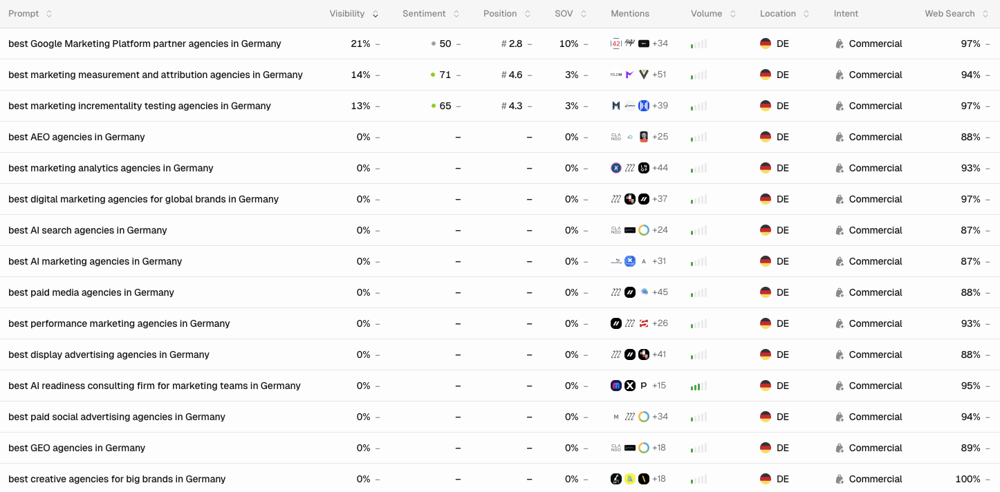 Prompt Visibility Sentiment Position SOV Mentions Volume Location Intent Web Search
best Google Marketing Platform partner agencies in Germany 21% – 50 – # 2.8 – 10% – 42 +34 DE Commercial 97% –
best marketing measurement and attribution agencies in Germany 14% – 71 – # 4.6 – 3% – FELD M +51 DE Commercial 94% –
best marketing incrementality testing agencies in Germany 13% – 65 – # 4.3 – 3% – M H +39 DE Commercial 97% –
best AEO agencies in Germany 0% – – – 0% – CLA NEO +25 DE Commercial 88% –
best marketing analytics agencies in Germany 0% – – – 0% – LN QP +44 DE Commercial 93% –
best digital marketing agencies for global brands in Germany 0% – – – 0% – +37 DE Commercial 97% –
best AI search agencies in Germany 0% – – – 0% – CLA NEO +24 DE Commercial 87% –
best AI marketing agencies in Germany 0% – – – 0% – A +31 DE Commercial 87% –
best paid media agencies in Germany 0% – – – 0% – +45 DE Commercial 88% –
best performance marketing agencies in Germany 0% – – – 0% – +26 DE Commercial 93% –
best display advertising agencies in Germany 0% – – – 0% – +41 DE Commercial 88% –
best AI readiness consulting firm for marketing teams in Germany 0% – – – 0% – m X p +15 DE Commercial 95% –
best paid social advertising agencies in Germany 0% – – – 0% – M +34 DE Commercial 94% –
best GEO agencies in Germany 0% – – – 0% – CLA NEO +18 DE Commercial 89% –
best creative agencies for big brands in Germany 0% – – – 0% – & \ +18 DE Commercial 100% –